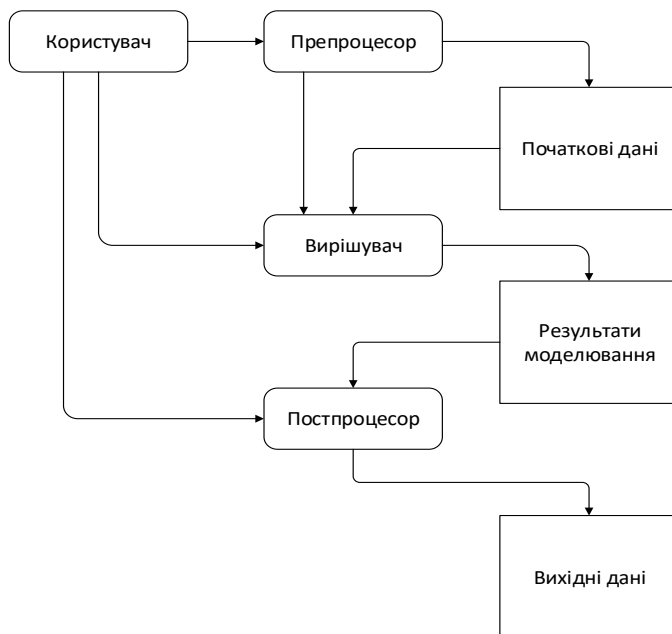 Користувач
Препроцесор
Початкові дані
Вирішувач
Результати
моделювання
Постпроцесор
Вихідні дані